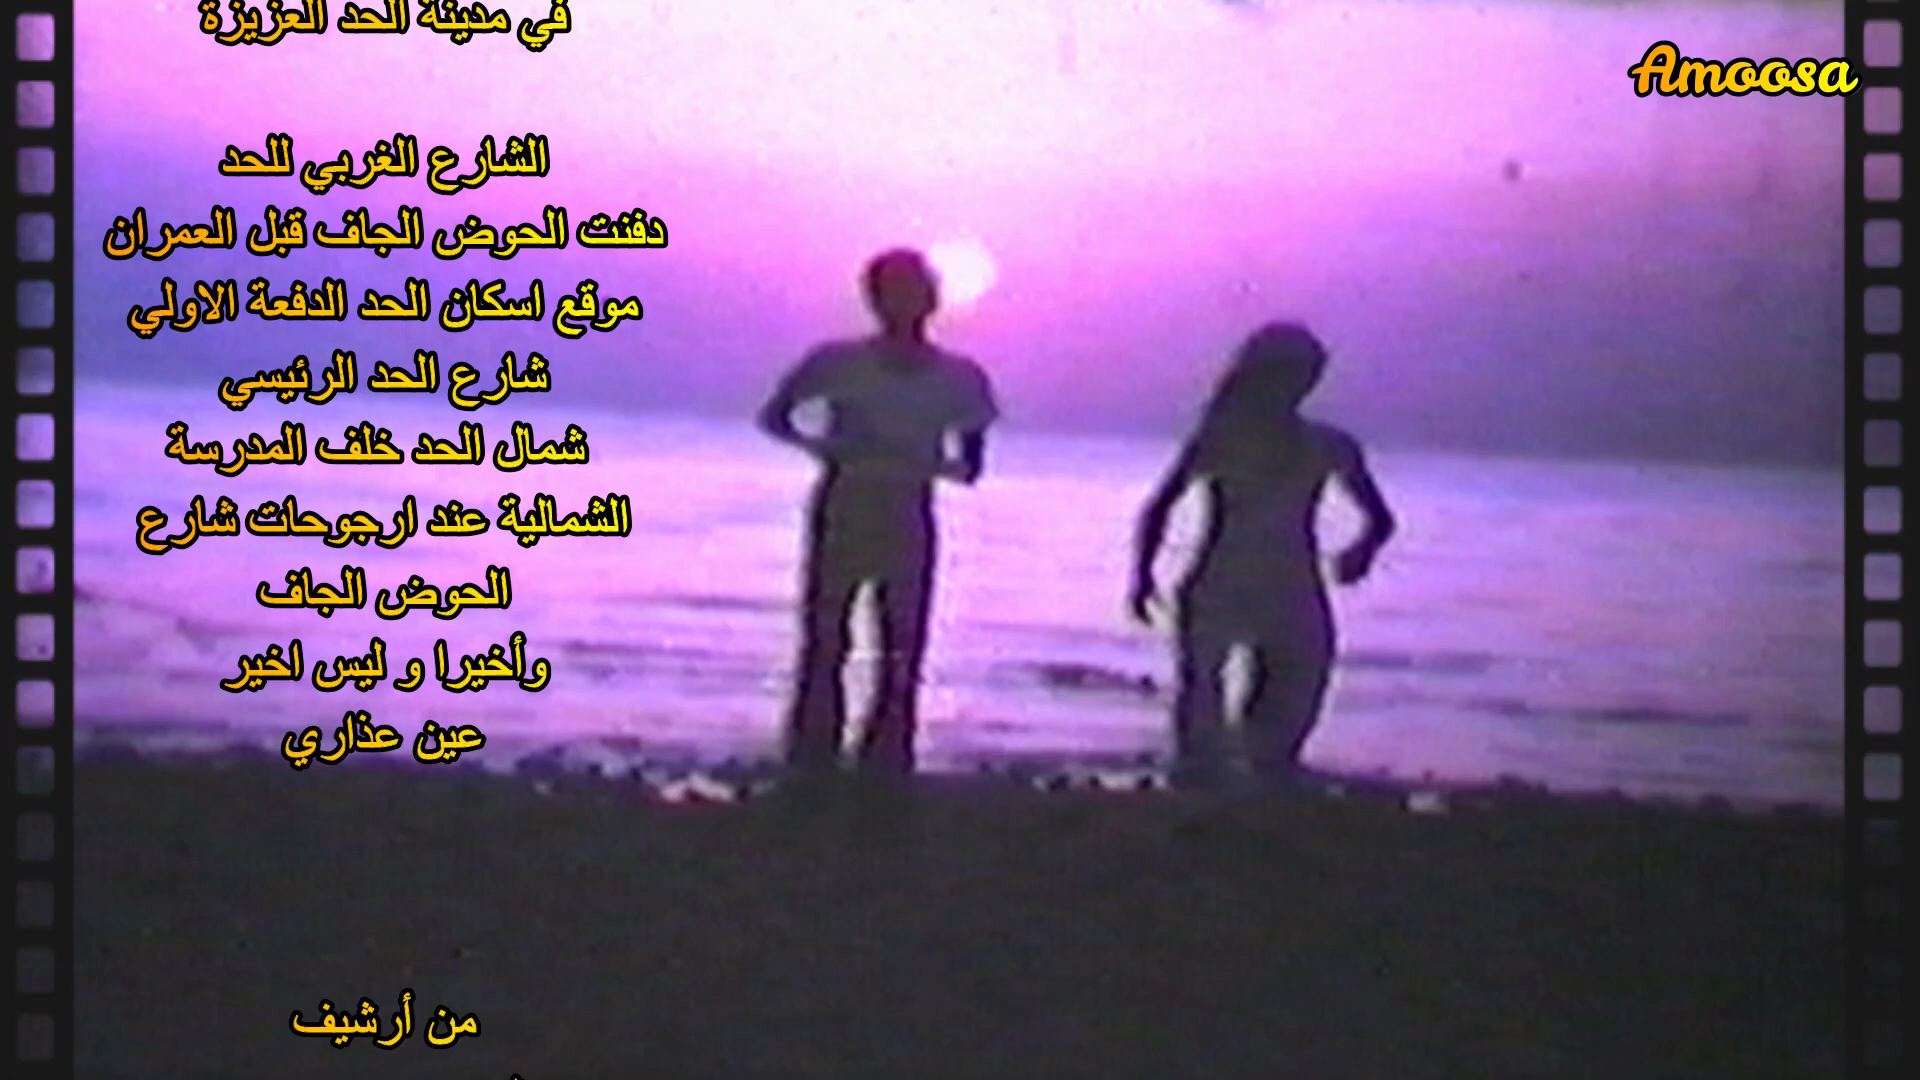 في مدينة الحد العزيزة
Amoosa
الشارع الغربي للحد
دفنت الحوض الجاف قبل العمران
موقع اسكان الحد الدفعة الاولي
شارع الحد الرئيسي
شمال الحد خلف المدرسة
الشمالية عند ارجوحات شارع
الحوض الجاف
وأخيرا و ليس اخير
عين عذاري
من أرشيف